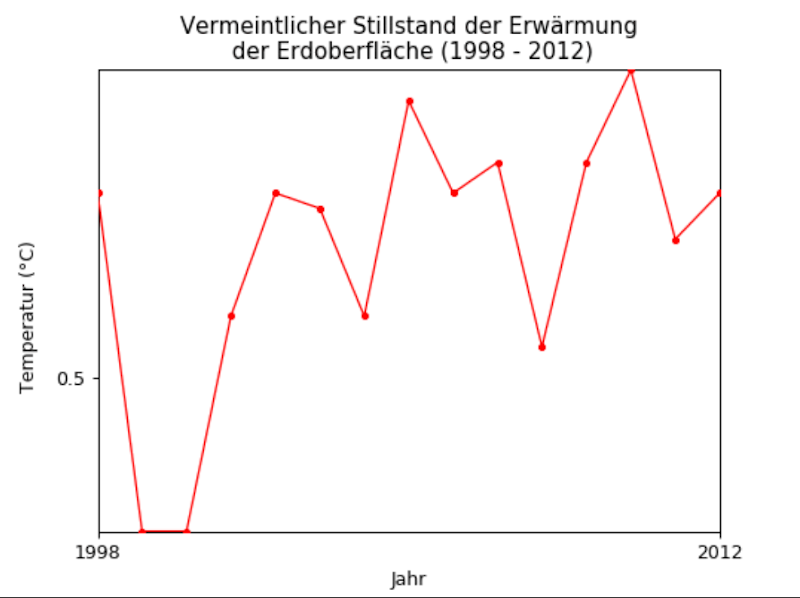 Vermeintlicher Stillstand der Erwärmung
der Erdoberfläche (1998 - 2012)
Temperatur (°C)
0.5
1998
2012
Jahr